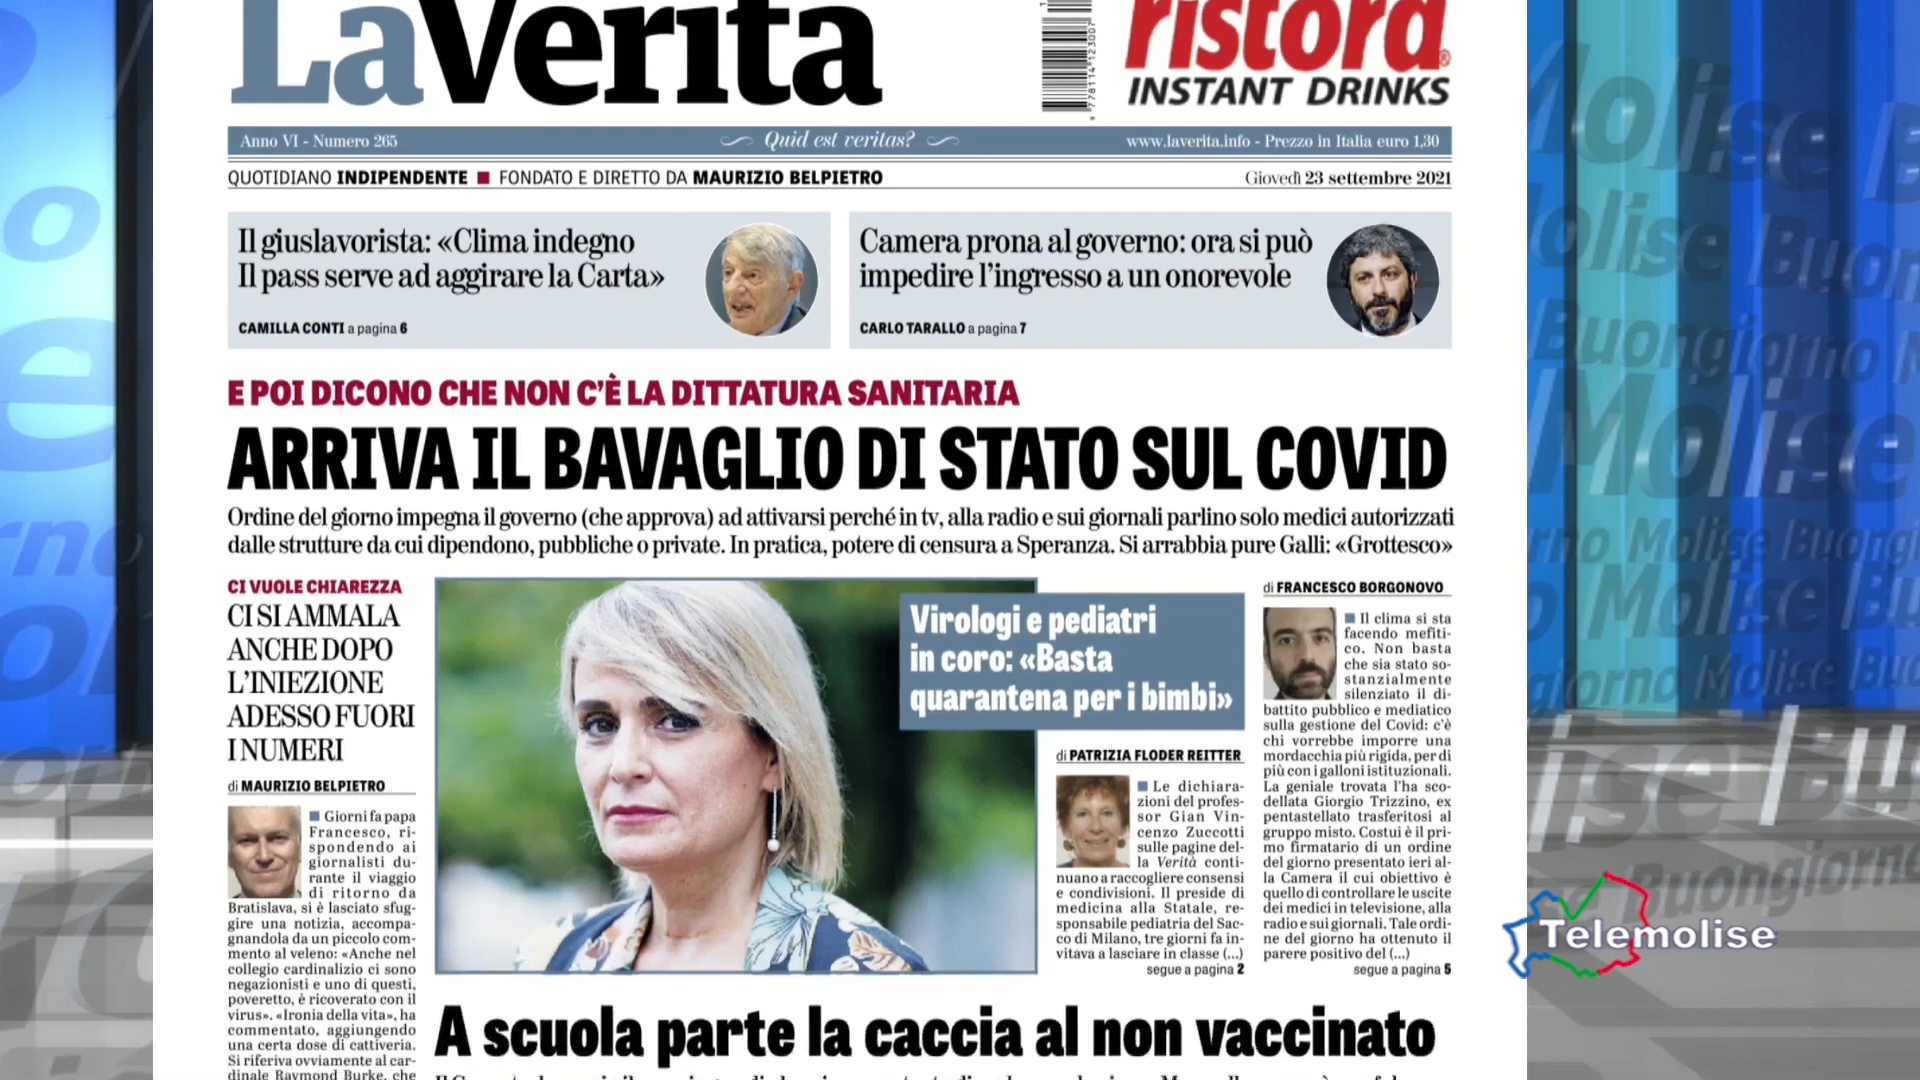 LaVerità
ristora®
INSTANT DRINKS
9 778114 123007
Anno VI - Numero 265
Quid est veritas?
www.laverita.info - Prezzo in Italia euro 1,30
QUOTIDIANO INDIPENDENTE ■ FONDATO E DIRETTO DA MAURIZIO BELPIETRO
Giovedì 23 settembre 2021
Il giuslavorista: «Clima indegno
Il pass serve ad aggirare la Carta»
CAMILLA CONTI a pagina 6
Camera prona al governo: ora si può
impedire l'ingresso a un onorevole
CARLO TARALLO a pagina 7
E POI DICONO CHE NON C'È LA DITTATURA SANITARIA
ARRIVA IL BAVAGLIO DI STATO SUL COVID
Ordine del giorno impegna il governo (che approva) ad attivarsi perché in tv, alla radio e sui giornali parlino solo medici autorizzati
dalle strutture da cui dipendono, pubbliche o private. In pratica, potere di censura a Speranza. Si arrabbia pure Galli: «Grottesco»
CI VUOLE CHIAREZZA
CI SI AMMALA
ANCHE DOPO
L'INIEZIONE
ADESSO FUORI
I NUMERI
di MAURIZIO BELPIETRO
■ Giorni fa papa
Francesco, ri-
spondendo ai
giornalisti du-
rante il viaggio
di ritorno da
Bratislava, si è lasciato sfug-
gire una notizia, accompa-
gnandola da un piccolo com-
mento al veleno: «Anche nel
collegio cardinalizio ci sono
negazionisti e uno di questi,
poveretto, è ricoverato con il
virus». «Ironia della vita», ha
commentato, aggiungendo
una certa dose di cattiveria.
Si riferiva ovviamente al car-
dinale Raymond Burke, che
Virologi e pediatri
in coro: «Basta
quarantena per i bimbi»
di PATRIZIA FLODER REITTER
■ Le dichiara-
zioni del profes-
sor Gian Vin-
cenzo Zuccotti
sulle pagine del-
la Verità conti-
nuano a raccogliere consensi
e condivisioni. Il preside di
medicina alla Statale, re-
sponsabile pediatria del Sac-
co di Milano, tre giorni fa in-
vitava a lasciare in classe (...)
segue a pagina 2
di FRANCESCO BORGONOVO
■ Il clima si sta
facendo mefiti-
co. Non basta
che sia stato so-
stanzialmente
silenziato il di-
battito pubblico e mediatico
sulla gestione del Covid: c'è
chi vorrebbe imporre una
mordacchia più rigida, per di
più con i galloni istituzionali.
La geniale trovata l'ha sco-
dellata Giorgio Trizzino, ex
pentastellato trasferitosi al
gruppo misto. Costui è il pri-
mo firmatario di un ordine
del giorno presentato ieri al-
la Camera il cui obiettivo è
quello di controllare le uscite
dei medici in televisione, alla
radio e sui giornali. Tale ordi-
ne del giorno ha ottenuto il
parere positivo del (...)
segue a pagina 5
A scuola parte la caccia al non vaccinato
Telemolise
Molise
Buongiorno
Molise
Buongiorno